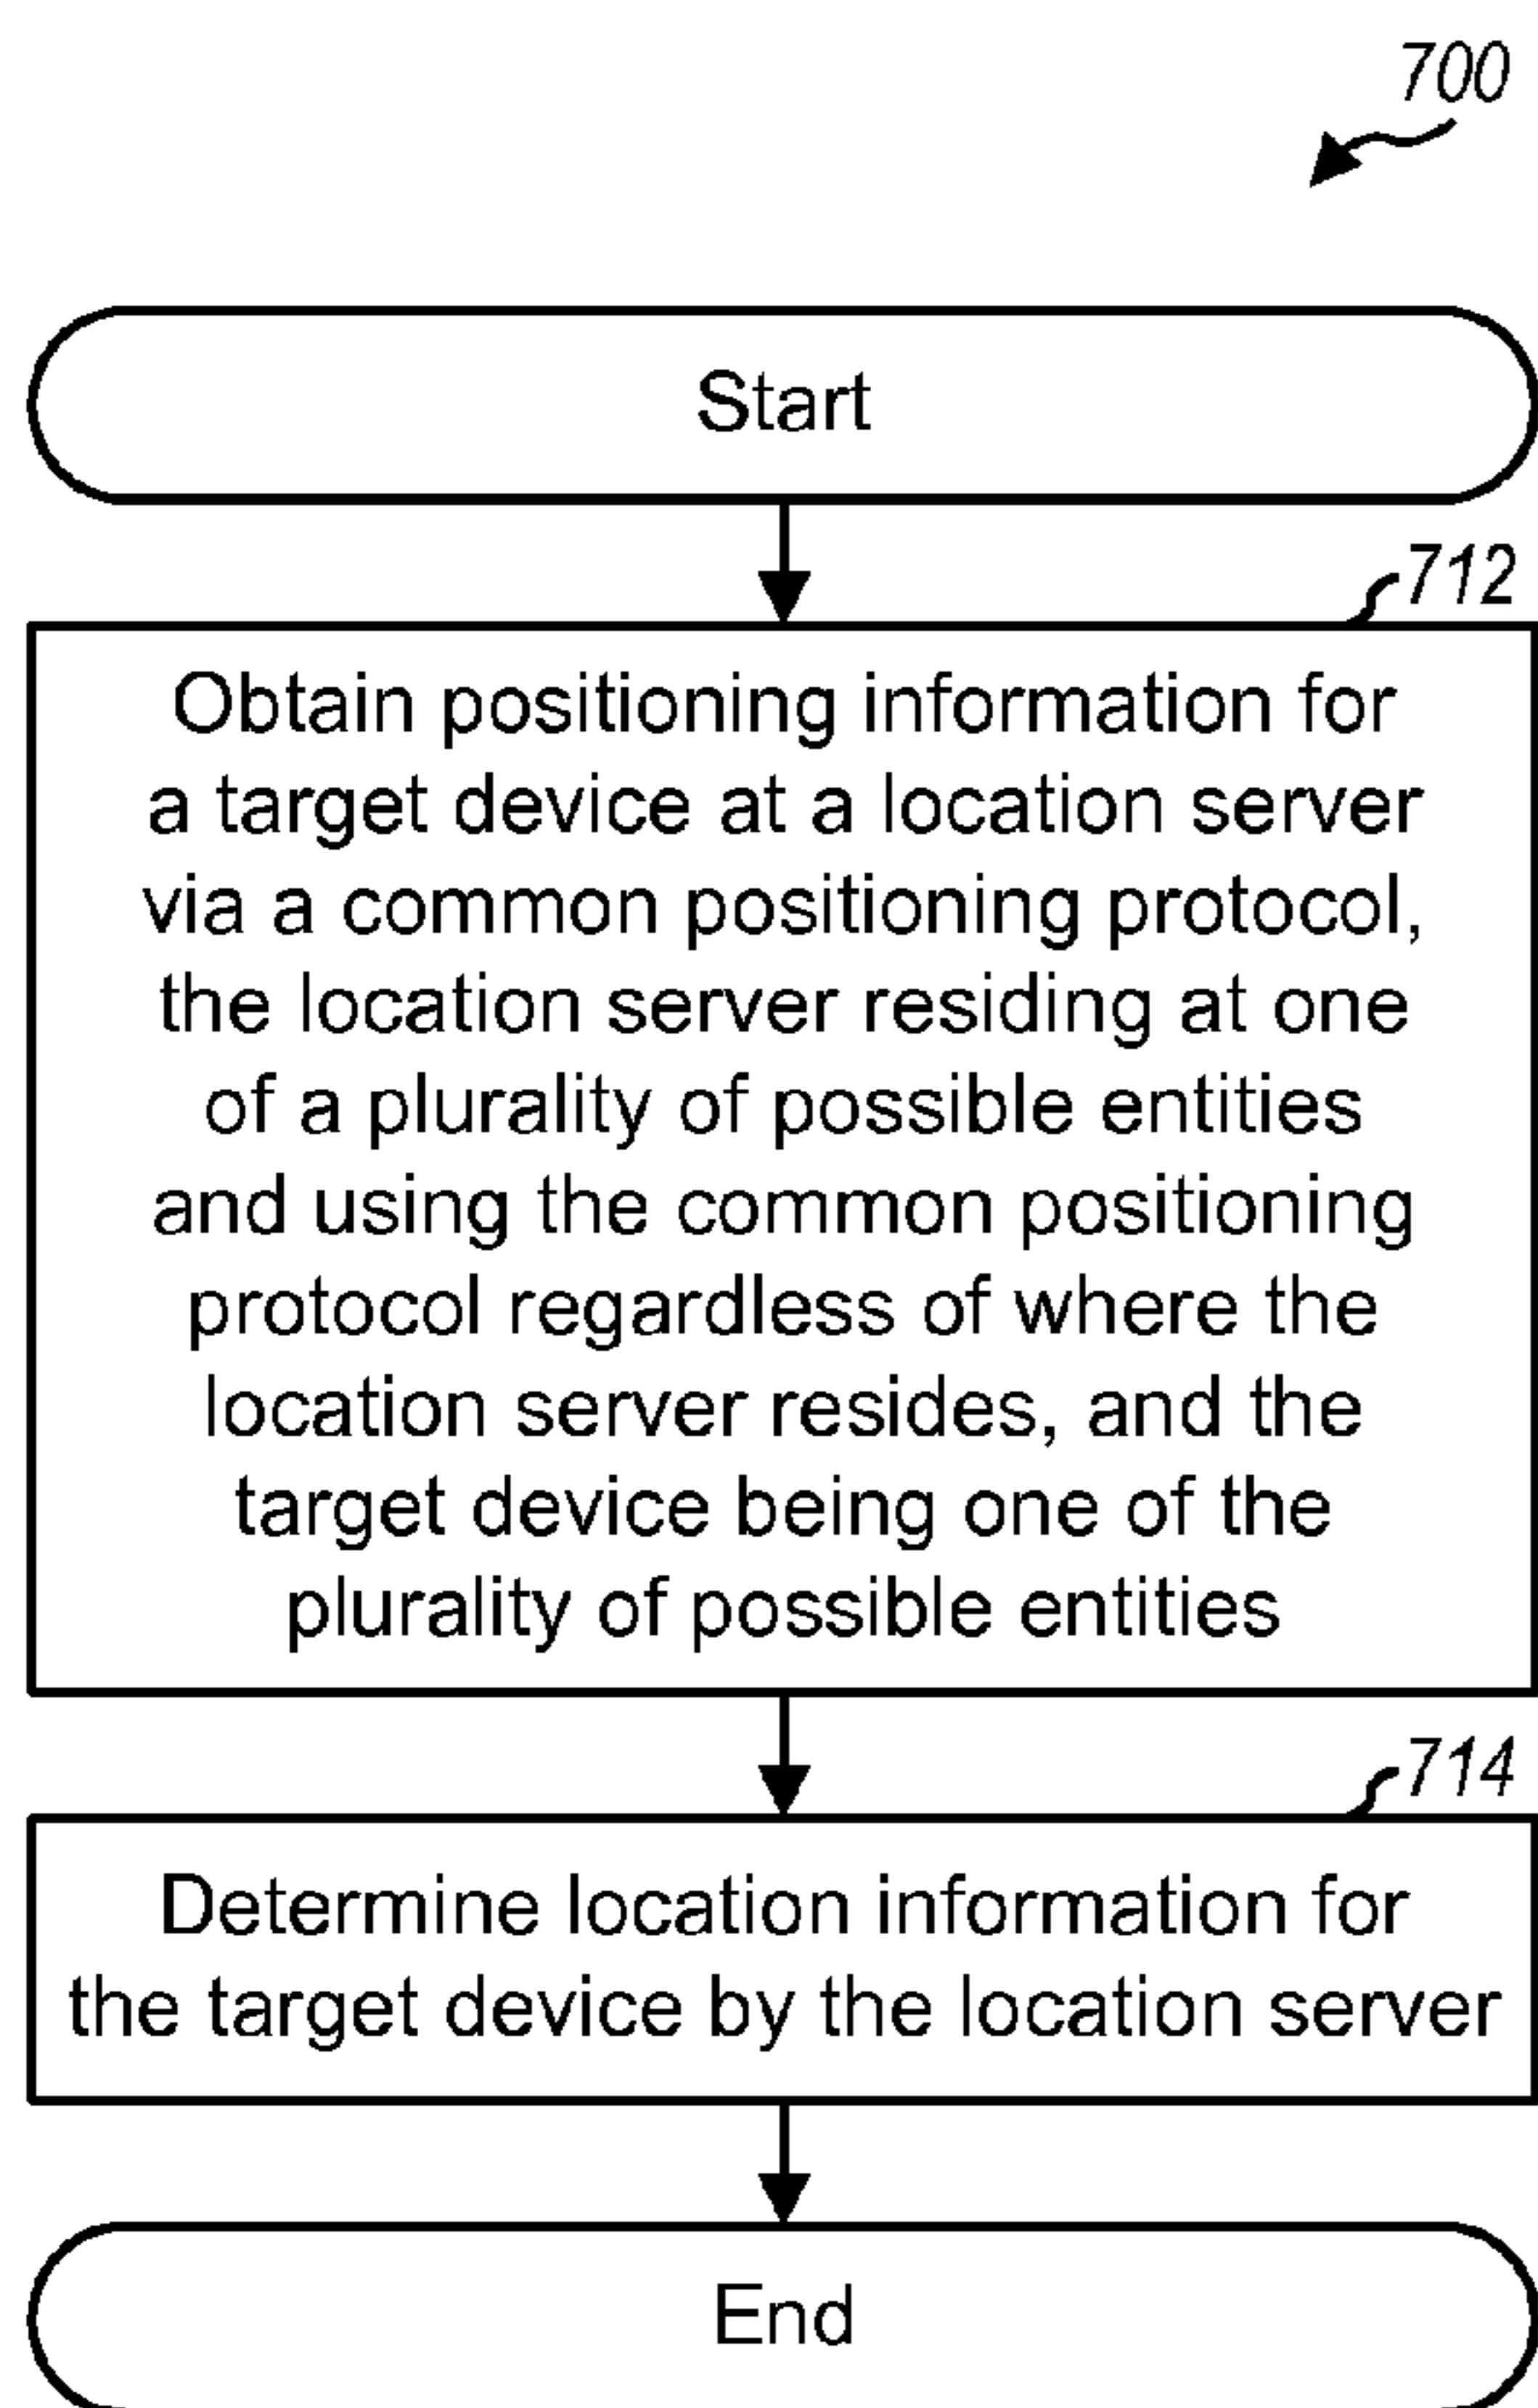 700
Start
712
Obtain positioning information for
a target device at a location server
via a common positioning protocol,
the location server residing at one
of a plurality of possible entities
and using the common positioning
protocol regardless of where the
location server resides, and the
target device being one of the
plurality of possible entities
714
Determine location information for
the target device by the location server
End